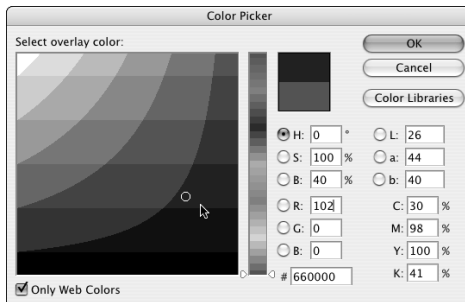 Color Picker
Select overlay color:
OK
Cancel
Color Libraries
H: 0 °
L: 26
S: 100 %
a: 44
B: 40 %
b: 40
R: 102
C: 30 %
G: 0
M: 98 %
B: 0
Y: 100 %
# 660000
K: 41 %
Only Web Colors